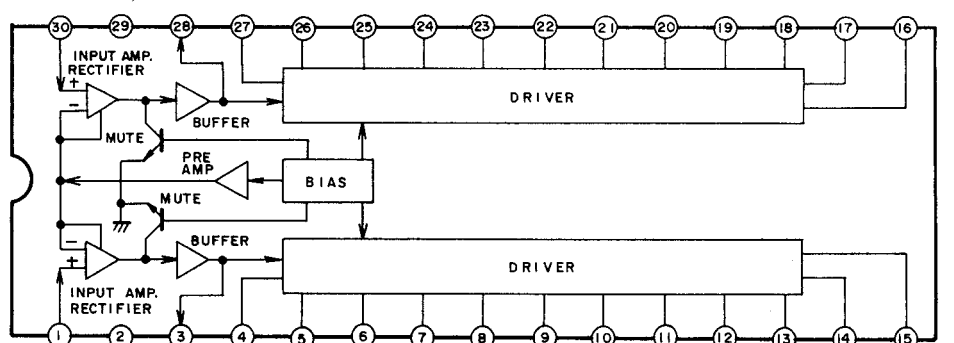 30 29 28 27 26 25 24 23 22 21 20 19 18 17 16
INPUT AMP.
RECTIFIER
+
−
DRIVER
BUFFER
MUTE
PRE
AMP
BIAS
MUTE
BUFFER
−
+
DRIVER
INPUT AMP.
RECTIFIER
1 2 3 4 5 6 7 8 9 10 11 12 13 14 15